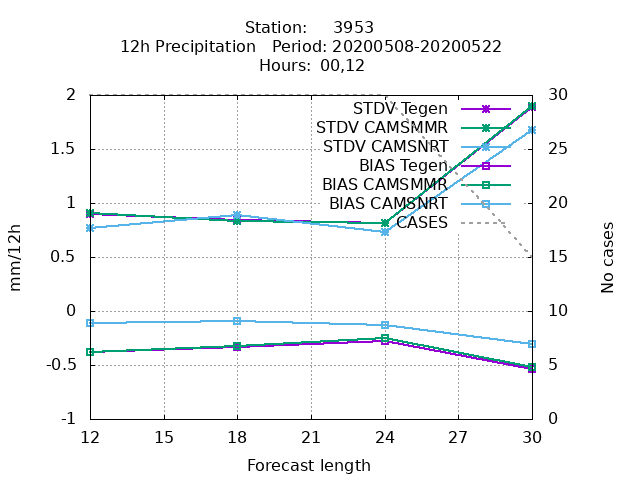 Station: 3953
12h Precipitation Period: 20200508-20200522
Hours: 00,12
2
1.5
1
0.5
0
-0.5
-1
mm/12h
30
25
20
15
10
5
0
No cases
STDV Tegen
STDV CAMSMMR
STDV CAMSNRT
BIAS Tegen
BIAS CAMSMMR
BIAS CAMSNRT
CASES
12 15 18 21 24 27 30
Forecast length